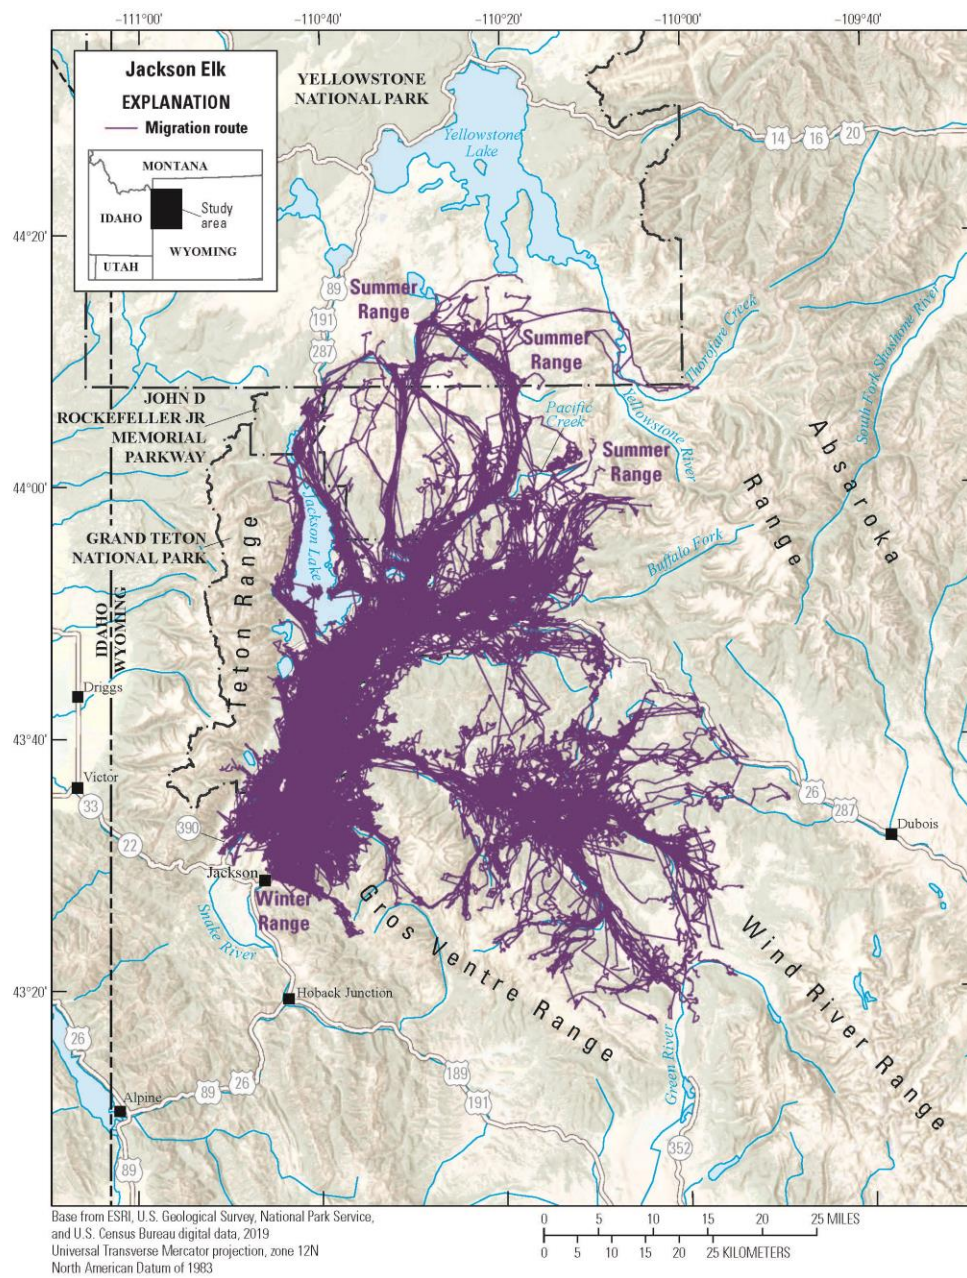 −111°00'
−110°40'
−110°20'
−110°00'
−109°40'
Jackson Elk
EXPLANATION
Migration route
MONTANA
IDAHO
Study
area
WYOMING
UTAH
YELLOWSTONE
NATIONAL PARK
Yellowstone
Lake
14
16
20
44°20'
89
191
287
Summer
Range
Summer
Range
Thorofare Creek
South Fork Shoshone River
JOHN D
ROCKEFELLER JR
MEMORIAL
PARKWAY
Pacific
Creek
Yellowstone
River
Summer
Range
Absaroka
Range
44°00'
Jackson Lake
GRAND TETON
NATIONAL PARK
Teton Range
Buffalo Fork
IDAHO
WYOMING
Driggs
43°40'
Victor
33
390
22
26
287
Dubois
Jackson
Winter
Range
Snake
River
Gros Ventre Range
Wind River Range
43°20'
Hoback Junction
Green River
26
Alpine
89
26
189
191
352
89
Base from ESRI, U.S. Geological Survey, National Park Service,
and U.S. Census Bureau digital data, 2019
Universal Transverse Mercator projection, zone 12N
North American Datum of 1983
0 5 10 15 20 25 MILES
0 5 10 15 20 25 KILOMETERS